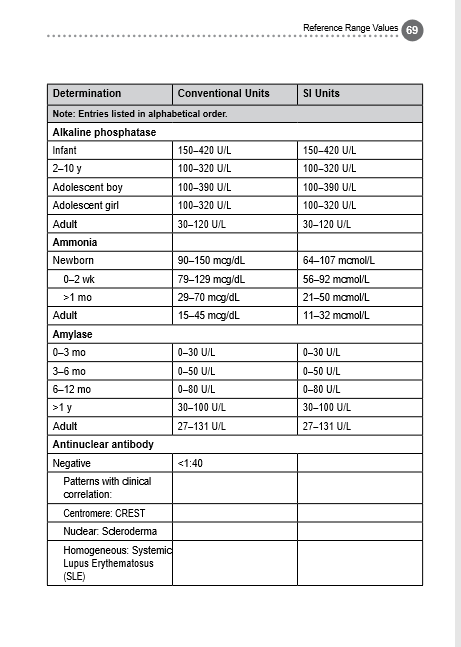 Reference Range Values 69
Determination Conventional Units SI Units
Note: Entries listed in alphabetical order.
Alkaline phosphatase
Infant 150–420 U/L 150–420 U/L
2–10 y 100–320 U/L 100–320 U/L
Adolescent boy 100–390 U/L 100–390 U/L
Adolescent girl 100–320 U/L 100–320 U/L
Adult 30–120 U/L 30–120 U/L
Ammonia
Newborn 90–150 mcg/dL 64–107 mcmol/L
0–2 wk 79–129 mcg/dL 56–92 mcmol/L
>1 mo 29–70 mcg/dL 21–50 mcmol/L
Adult 15–45 mcg/dL 11–32 mcmol/L
Amylase
0–3 mo 0–30 U/L 0–30 U/L
3–6 mo 0–50 U/L 0–50 U/L
6–12 mo 0–80 U/L 0–80 U/L
>1 y 30–100 U/L 30–100 U/L
Adult 27–131 U/L 27–131 U/L
Antinuclear antibody
Negative <1:40
Patterns with clinical
correlation:
Centromere: CREST
Nuclear: Scleroderma
Homogeneous: Systemic
Lupus Erythematosus
(SLE)